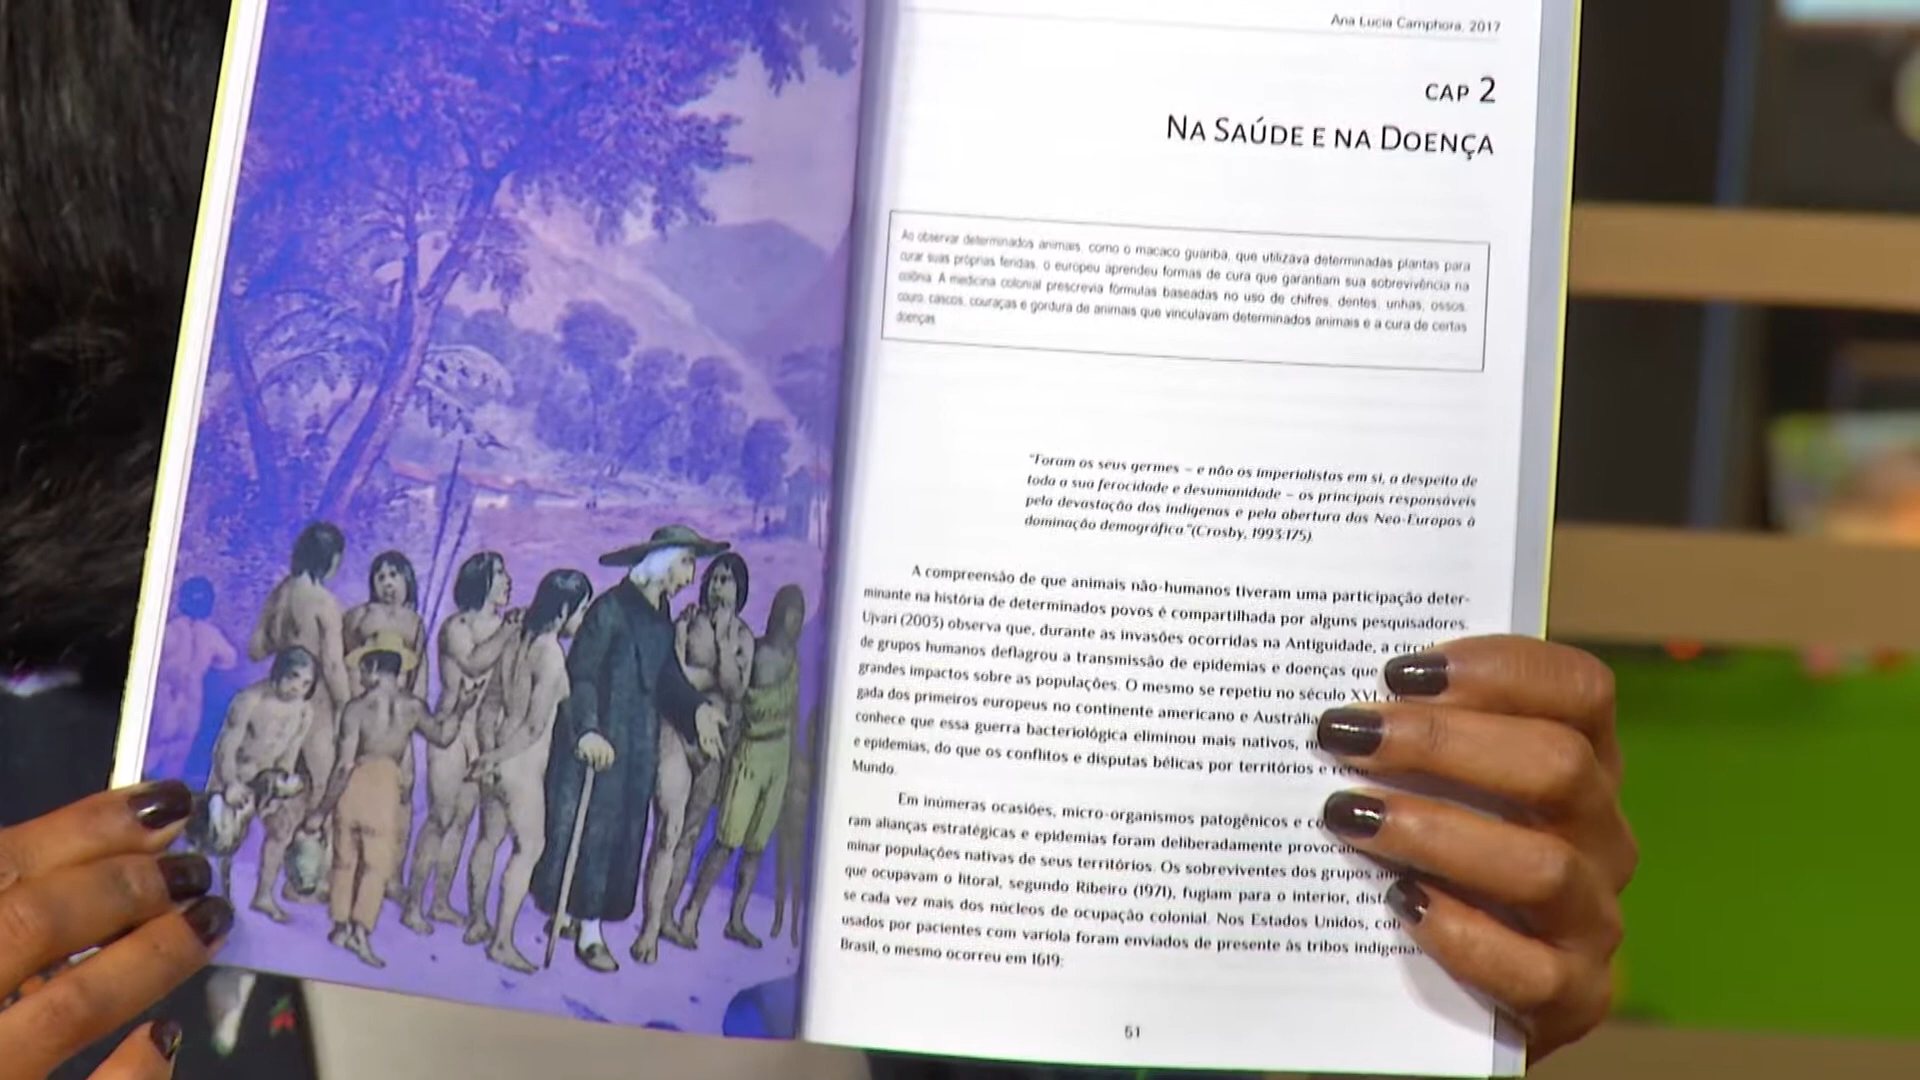 Ana Lucia Camphora, 2017
CAP 2
NA SAÚDE E NA DOENÇA
Ao observar determinados animais, como o macaco guariba, que utilizava determinadas plantas para
curar suas próprias feridas, o europeu aprendeu formas de cura que garantiam sua sobrevivência na
colônia. A medicina colonial prescrevia fórmulas baseadas no uso de chifres, dentes, unhas, ossos,
couro, cascos, couraças e gordura de animais que vinculavam determinados animais e a cura de certas
doenças.
"Foram os seus germes – e não os imperialistas em si, a despeito de
toda a sua ferocidade e desumanidade – os principais responsáveis
pela devastação dos indígenas e pela abertura das Neo-Europas à
dominação demográfica."(Crosby, 1993:175).
A compreensão de que animais não-humanos tiveram uma participação deter-
minante na história de determinados povos é compartilhada por alguns pesquisadores.
Ujvari (2003) observa que, durante as invasões ocorridas na Antiguidade, a
de grupos humanos deflagrou a transmissão de epidemias e doenças que
grandes impactos sobre as populações. O mesmo se repetiu no século XVI,
gada dos primeiros europeus no continente americano e Austrália
conhece que essa guerra bacteriológica eliminou mais nativos,
e epidemias, do que os conflitos e disputas bélicas por territórios e
Mundo.
Em inúmeras ocasiões, micro-organismos patogênicos e
ram alianças estratégicas e epidemias foram deliberadamente
minar populações nativas de seus territórios. Os sobreviventes dos grupos
que ocupavam o litoral, segundo Ribeiro (1971), fugiam para o interior,
se cada vez mais dos núcleos de ocupação colonial. Nos Estados Unidos,
usados por pacientes com varíola foram enviados de presente às tribos indígenas
Brasil, o mesmo ocorreu em 1619:
51